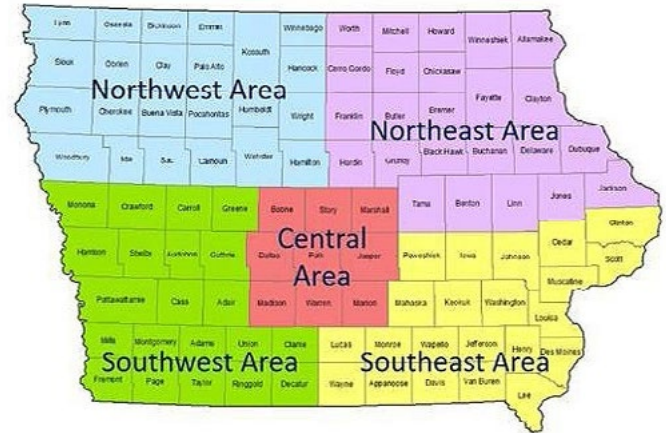 Lyon Osceola Dickinson Emmet Winnebago Worth Mitchell Howard Winneshiek Allamakee
Kossuth
Sioux Obrien Clay Palo Alto Hancock Cerro Gordo Floyd Chickasaw
Northwest Area
Fayette Clayton
Plymouth Cherokee Buena Vista Pocahontas Humboldt Wright Franklin Butler Bremer
Northeast Area
Woodbury Ida Sac Calhoun Webster Hamilton Hardin Grundy Black Hawk Buchanan Delaware Dubuque
Tama Benton Linn Jones Jackson
Monona Crawford Carroll Greene Boone Story Marshall
Clinton
Central
Harrison Shelby Audubon Guthrie Dallas Polk Jasper Poweshiek Iowa Johnson Cedar Scott
Area
Muscatine
Pottawattamie Cass Adair Madison Warren Marion Mahaska Keokuk Washington
Louisa
Mills Montgomery Adams Union Clarke Lucas Monroe Wapello Jefferson Henry Des Moines
Southwest Area Southeast Area
Fremont Page Taylor Ringgold Decatur Wayne Appanoose Davis Van Buren
Lee